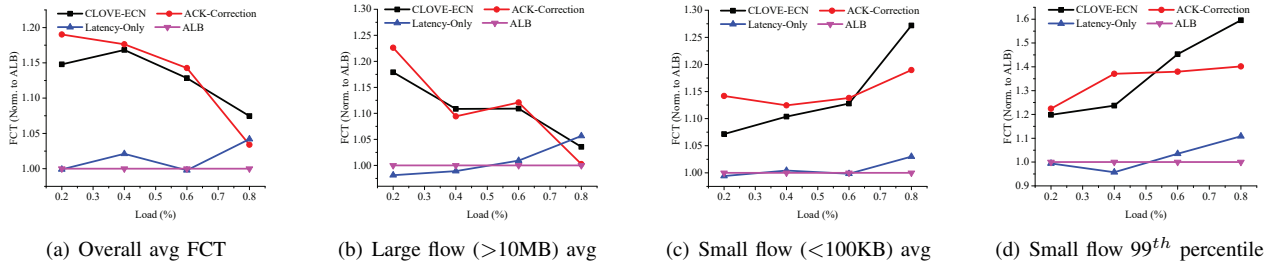 CLOVE-ECN ACK-Correction
Latency-Only ALB
FCT (Norm. to ALB)
1.20
1.15
1.10
1.05
1.00
0.2 0.3 0.4 0.5 0.6 0.7 0.8
Load (%)
(a) Overall avg FCT
CLOVE-ECN ACK-Correction
Latency-Only ALB
FCT (Norm. to ALB)
1.30
1.25
1.20
1.15
1.10
1.05
1.00
0.2 0.3 0.4 0.5 0.6 0.7 0.8
Load (%)
(b) Large flow (>10MB) avg
CLOVE-ECN ACK-Correction
Latency-Only ALB
FCT (Norm. to ALB)
1.30
1.25
1.20
1.15
1.10
1.05
1.00
0.2 0.3 0.4 0.5 0.6 0.7 0.8
Load (%)
(c) Small flow (<100KB) avg
CLOVE-ECN ACK-Correction
Latency-Only ALB
FCT (Norm. to ALB)
1.6
1.5
1.4
1.3
1.2
1.1
1.0
0.9
0.2 0.3 0.4 0.5 0.6 0.7 0.8
Load (%)
(d) Small flow 99th percentile